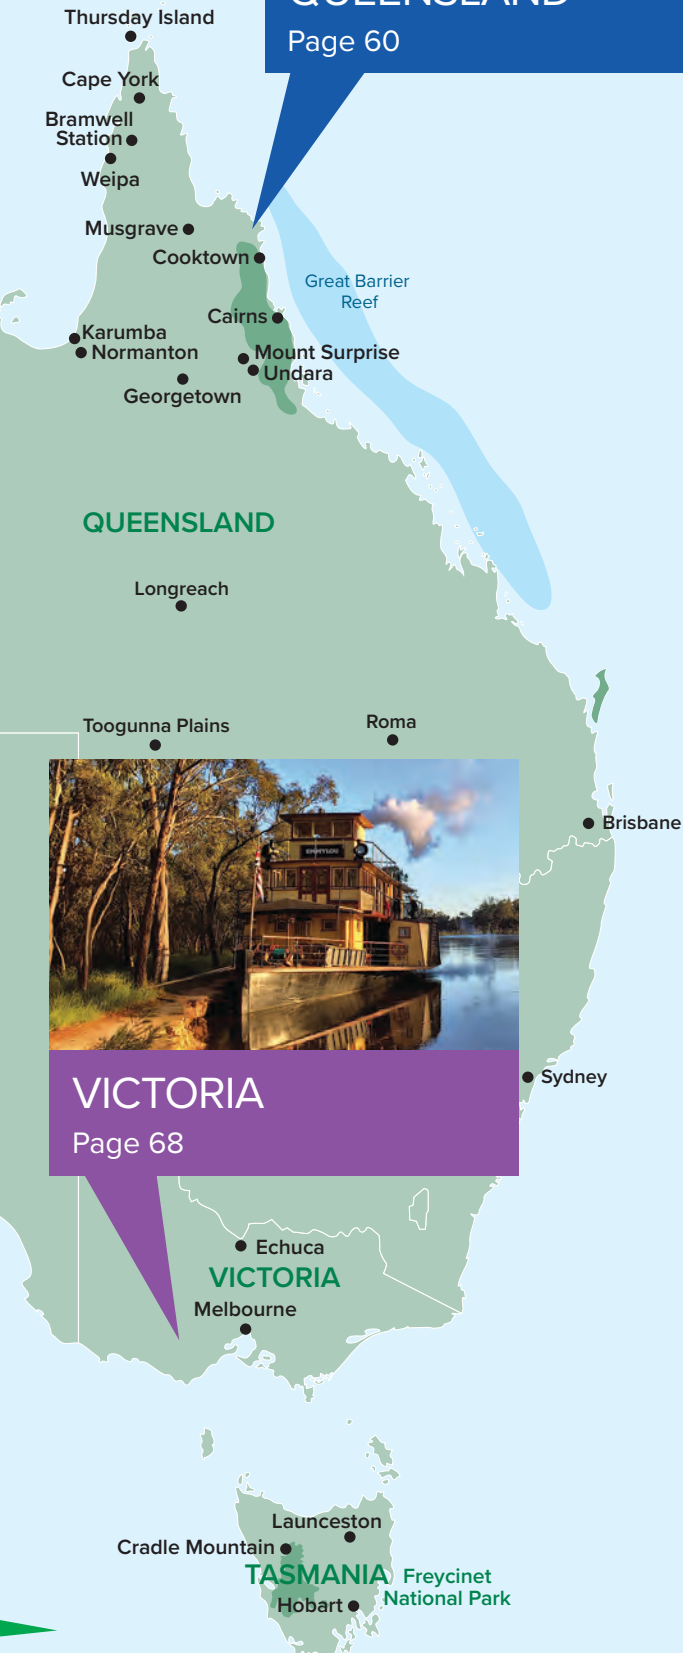 QUEENSLAND
Page 60
Thursday Island
Cape York
Bramwell
Station
Weipa
Musgrave
Cooktown
Great Barrier
Reef
Cairns
Karumba
Normanton
Mount Surprise
Undara
Georgetown
QUEENSLAND
Longreach
Toogunna Plains
Roma
Brisbane
EMMYLOU
VICTORIA
Page 68
Sydney
Echuca
VICTORIA
Melbourne
Launceston
Cradle Mountain
TASMANIA
Freycinet
National Park
Hobart